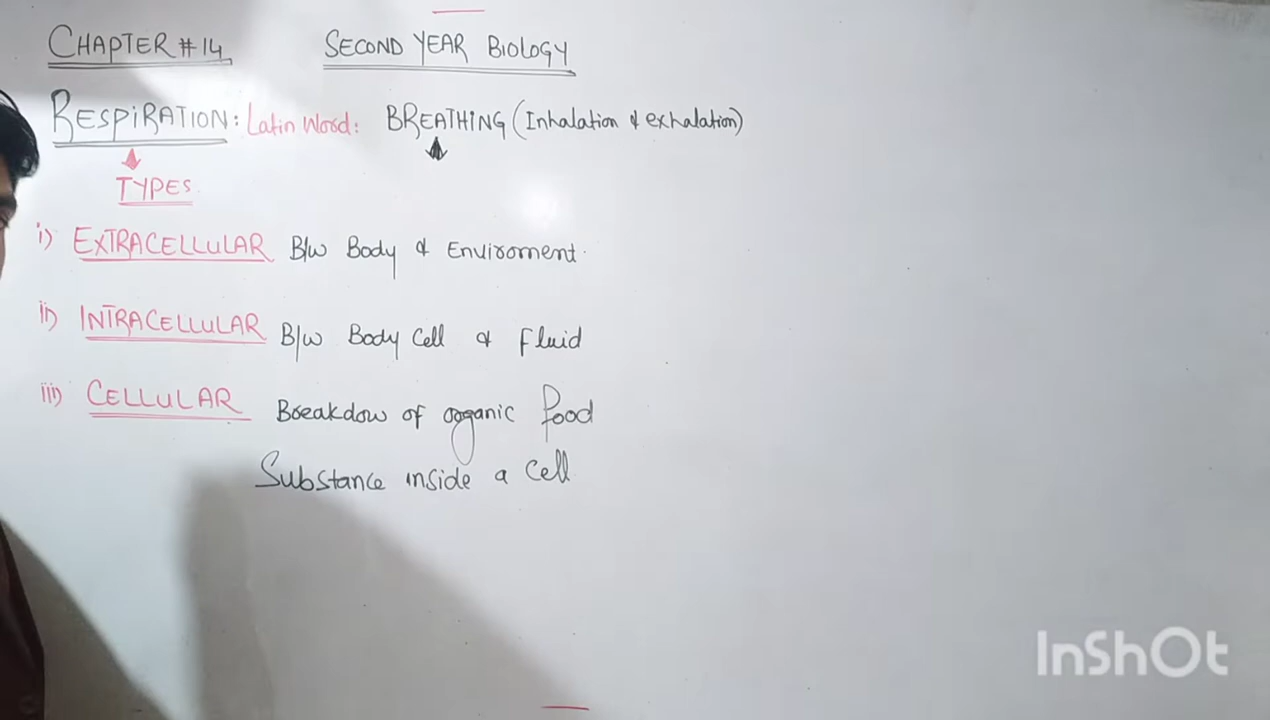 CHAPTER # 14 SECOND YEAR BIOLOGY
RESPIRATION: Latin Word: BREATHING (Inhalation & exhalation)
TYPES
i) EXTRACELLULAR B/w Body & Enviroment.
ii) INTRACELLULAR B/w Body Cell & Fluid
iii) CELLULAR Breakdow of organic food
Substance inside a cell
InShOt